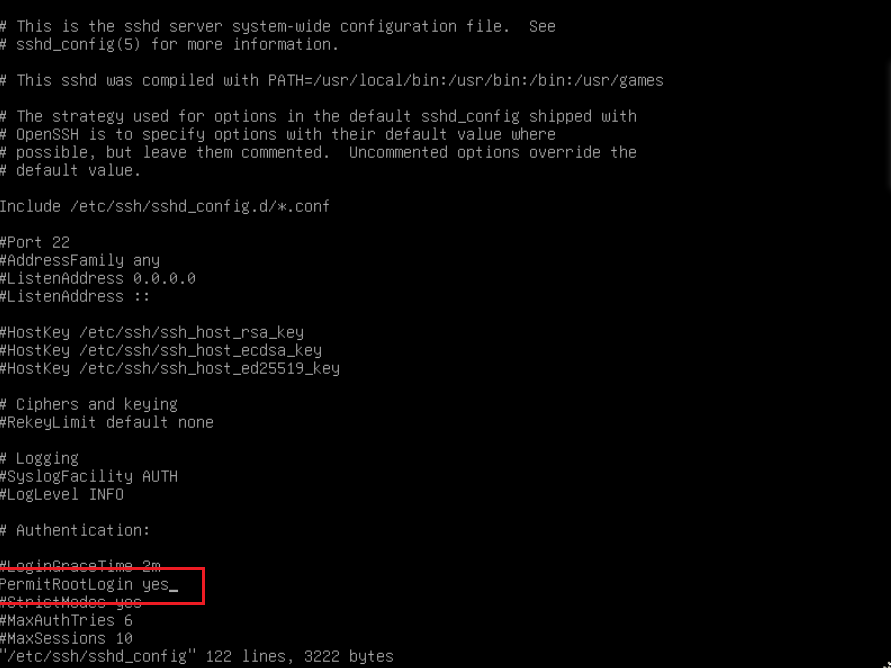 # This is the sshd server system-wide configuration file.  See
# sshd_config(5) for more information.
# This sshd was compiled with PATH=/usr/local/bin:/usr/bin:/bin:/usr/games
# The strategy used for options in the default sshd_config shipped with
# OpenSSH is to specify options with their default value where
# possible, but leave them commented.  Uncommented options override the
# default value.
Include /etc/ssh/sshd_config.d/*.conf
#Port 22
#AddressFamily any
#ListenAddress 0.0.0.0
#ListenAddress ::
#HostKey /etc/ssh/ssh_host_rsa_key
#HostKey /etc/ssh/ssh_host_ecdsa_key
#HostKey /etc/ssh/ssh_host_ed25519_key
# Ciphers and keying
#RekeyLimit default none
# Logging
#SyslogFacility AUTH
#LogLevel INFO
# Authentication:
#LoginGraceTime 2m
PermitRootLogin yes_
#StrictModes yes
#MaxAuthTries 6
#MaxSessions 10
"/etc/ssh/sshd_config" 122 lines, 3222 bytes